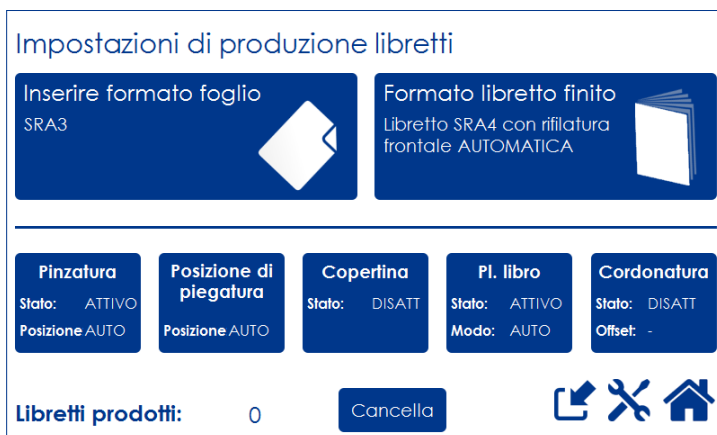 Impostazioni di produzione libretti
Inserire formato foglio
SRA3
Formato libretto finito
Libretto SRA4 con rifilatura
frontale AUTOMATICA
Pinzatura
Stato: ATTIVO
Posizione AUTO
Posizione di
piegatura
Posizione AUTO
Copertina
Stato: DISATT
Pl. libro
Stato: ATTIVO
Modo: AUTO
Cordonatura
Stato: DISATT
Offset: -
Libretti prodotti: 0
Cancella